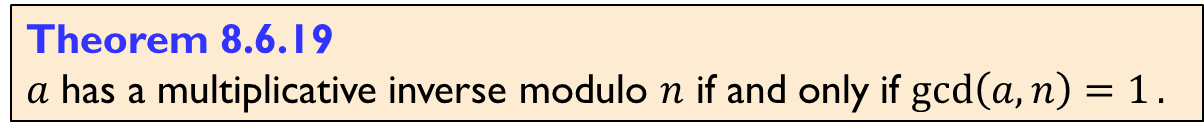 Theorem 8.6.19
a has a multiplicative inverse modulo n if and only if gcd(a, n) = 1 .